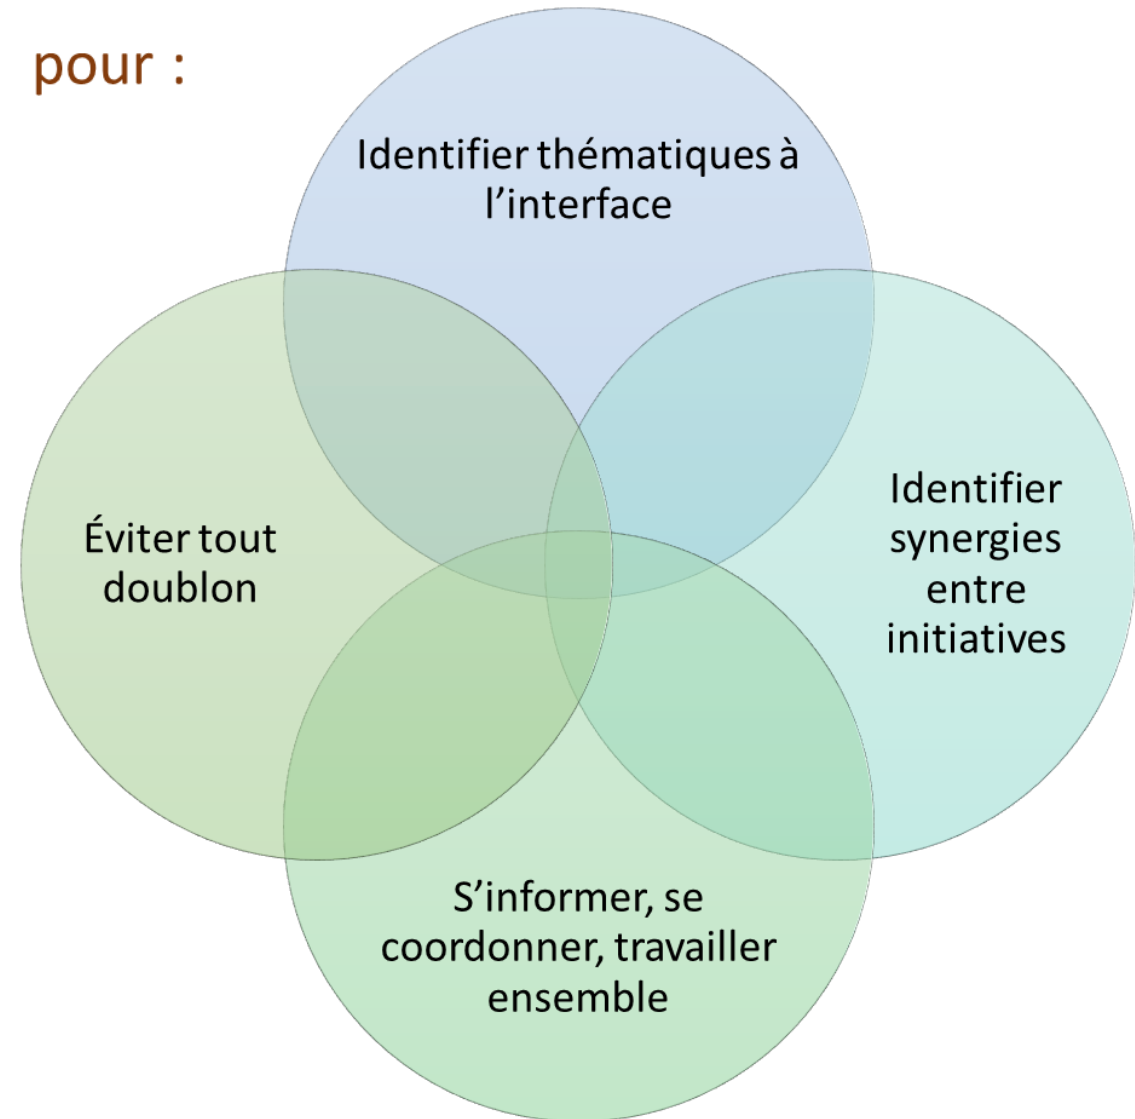 pour :
Identifier thématiques à
l’interface
Identifier
synergies
entre
initiatives
Éviter tout
doublon
S’informer, se
coordonner, travailler
ensemble